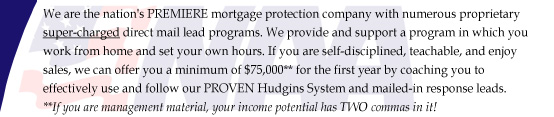 We are the nation's PREMIERE mortgage protection company with numerous proprietary
super-charged direct mail lead programs. We provide and support a program in which you
work from home and set your own hours. If you are self-disciplined, teachable, and enjoy
sales, we can offer you a minimum of $75,000** for the first year by coaching you to
effectively use and follow our PROVEN Hudgins System and mailed-in response leads.
**If you are management material, your income potential has TWO commas in it!